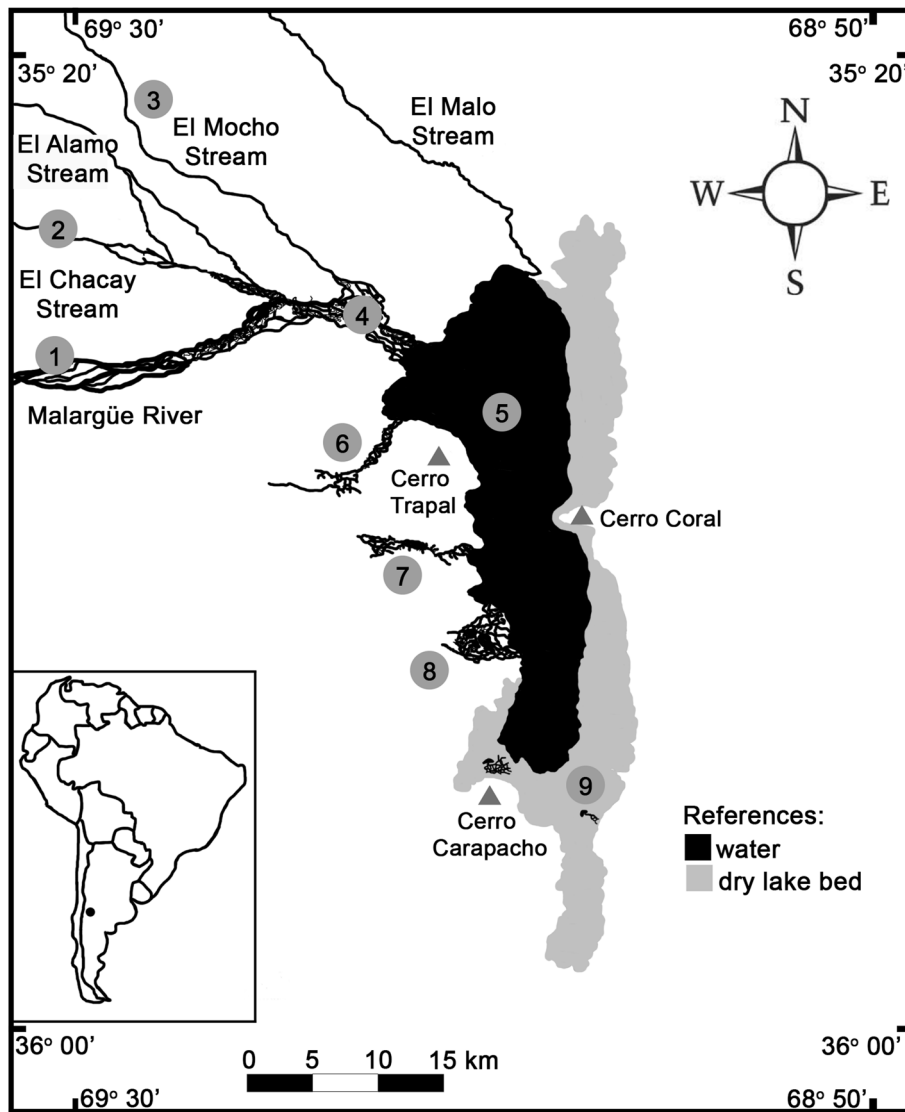 69° 30’
68° 50’
35° 20’
35° 20’
3
El Mocho
Stream
El Malo
Stream
N
W
E
S
El Alamo
Stream
2
El Chacay
Stream
4
1
Malargüe River
5
6
Cerro
Trapal
Cerro Coral
7
8
9
Cerro
Carapacho
References:
water
dry lake bed
36° 00’
36° 00’
0 5 10 15 km
69° 30’
68° 50’